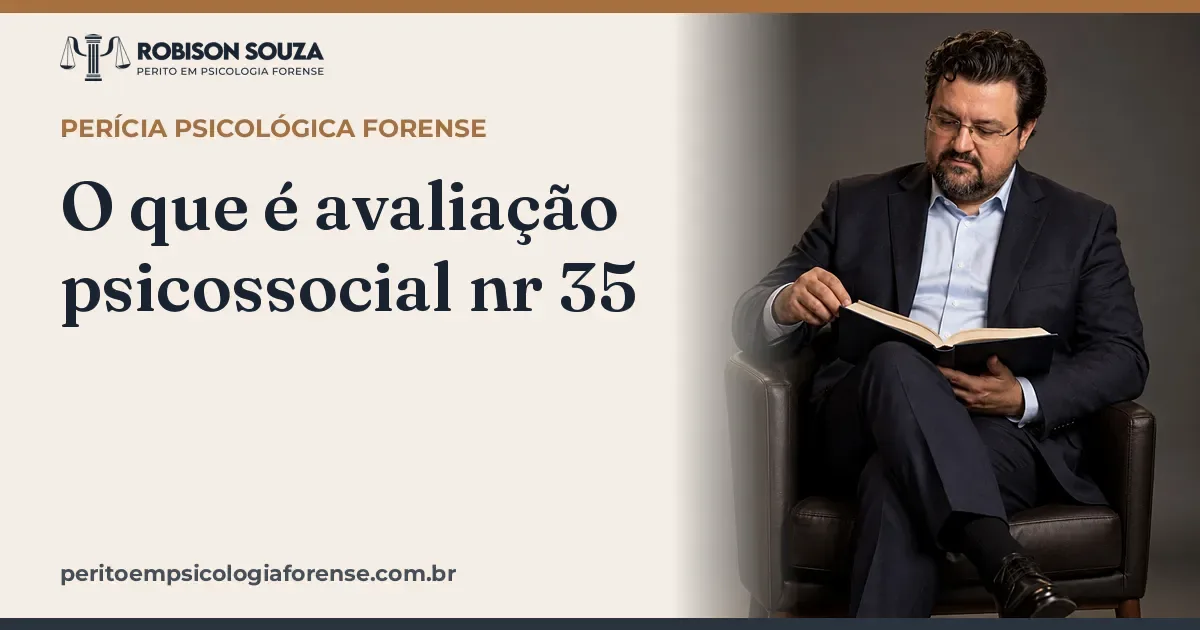 ROBISON SOUZA
PERITO EM PSICOLOGIA FORENSE
PERÍCIA PSICOLÓGICA FORENSE
O que é avaliação
psicossocial nr 35
peritoempsicologiaforense.com.br